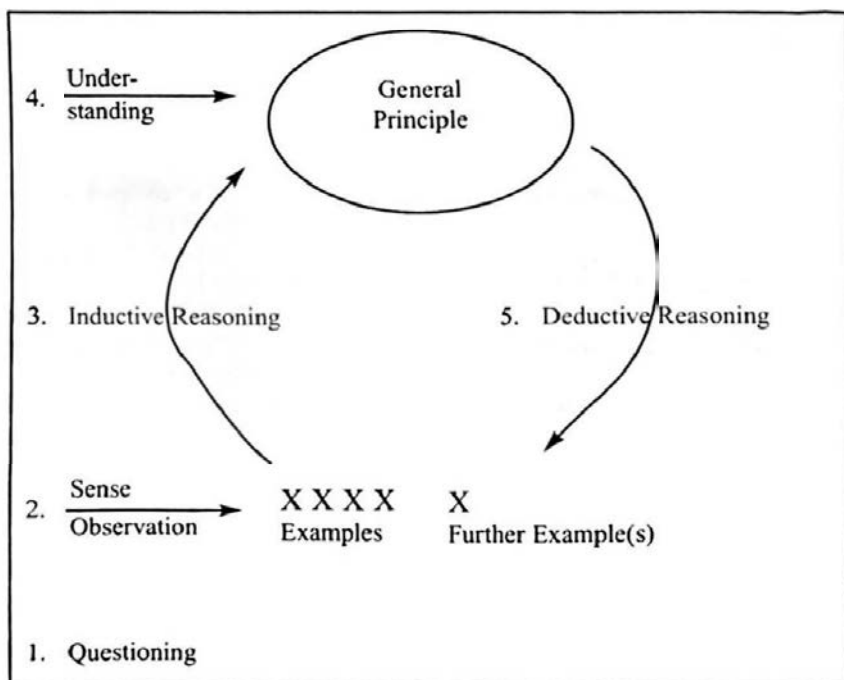 4. Under-
standing
General
Principle
3. Inductive Reasoning
5. Deductive Reasoning
2. Sense
Observation
X X X X
Examples
X
Further Example(s)
1. Questioning